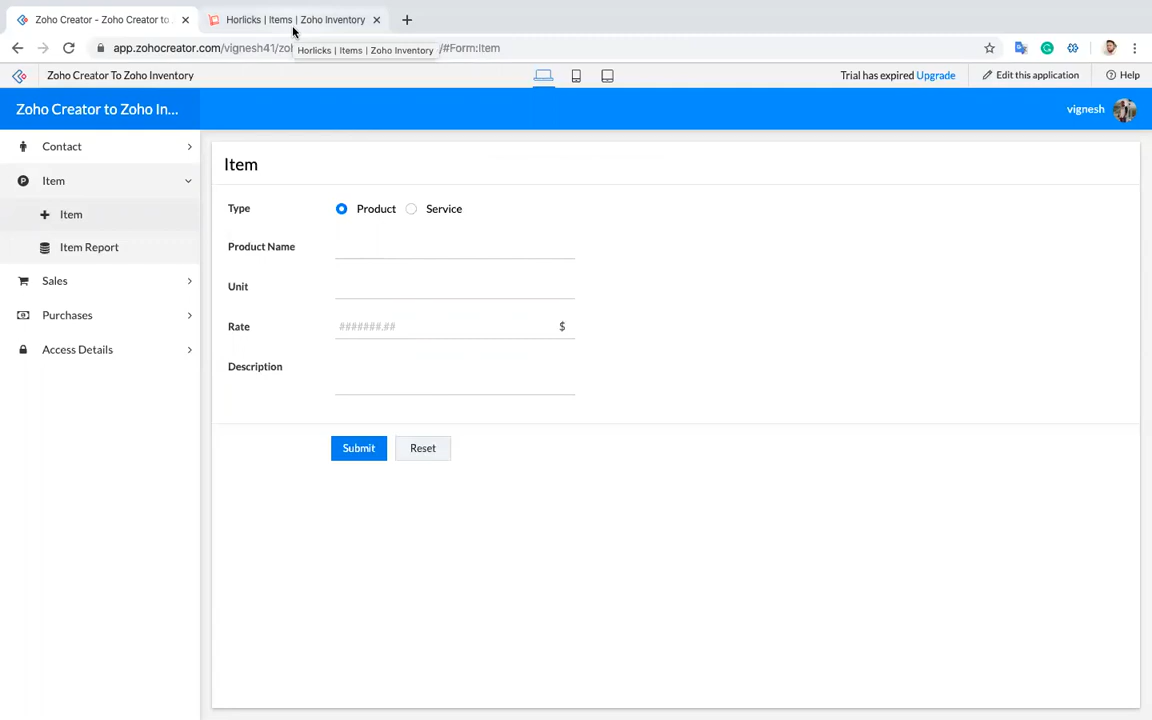 Zoho Creator - Zoho Creator to
Horlicks | Items | Zoho Inventory
app.zohocreator.com/vignesh41/zoh
/#Form:Item
Horlicks | Items | Zoho Inventory
Zoho Creator To Zoho Inventory
Trial has expired Upgrade
Edit this application
Help
Zoho Creator to Zoho In...
vignesh
Contact
Item
Item
Item Report
Sales
Purchases
Access Details
Item
Type
Product
Service
Product Name
Unit
Rate
#######.##
$
Description
Submit
Reset